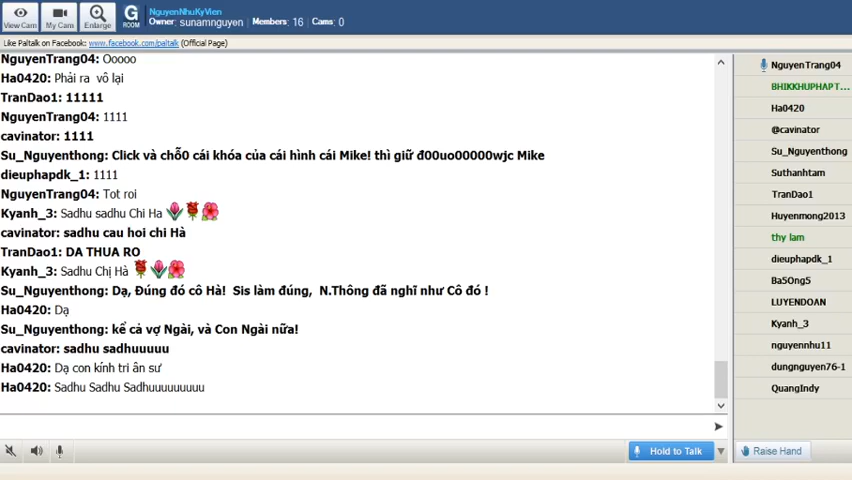 View Cam
My Cam
Enlarge
G
ROOM
NguyenNhuKyVien
Owner: sunamnguyen Members: 16 Cams: 0
Like Paltalk on Facebook: www.facebook.com/paltalk (Official Page)
NguyenTrang04: Ooooo
Ha0420: Phải ra vô lại
TranDao1: 11111
NguyenTrang04: 1111
cavinator: 1111
Su_Nguyenthong: Click và chỗ0 cái khóa của cái hình cái Mike! thì giữ đ00uo00000wjc Mike
dieuphapdk_1: 1111
NguyenTrang04: Tot roi
Kyanh_3: Sadhu sadhu Chi Ha
cavinator: sadhu cau hoi chi Hà
TranDao1: DA THUA RO
Kyanh_3: Sadhu Chị Hà
Su_Nguyenthong: Dạ, Đúng đó cô Hà! Sis làm đúng, N.Thông đã nghĩ như Cô đó !
Ha0420: Dạ
Su_Nguyenthong: kể cả vợ Ngài, và Con Ngài nữa!
cavinator: sadhu sadhuuuuu
Ha0420: Dạ con kính tri ân sư
Ha0420: Sadhu Sadhu Sadhuuuuuuuuu
Hold to Talk
Raise Hand
NguyenTrang04
BHIKKHUPHAPT...
Ha0420
@cavinator
Su_Nguyenthong
Suthanhtam
TranDao1
Huyenmong2013
thy lam
dieuphapdk_1
Ba5Ong5
LUYENDOAN
Kyanh_3
nguyennhu11
dungnguyen76-1
QuangIndy